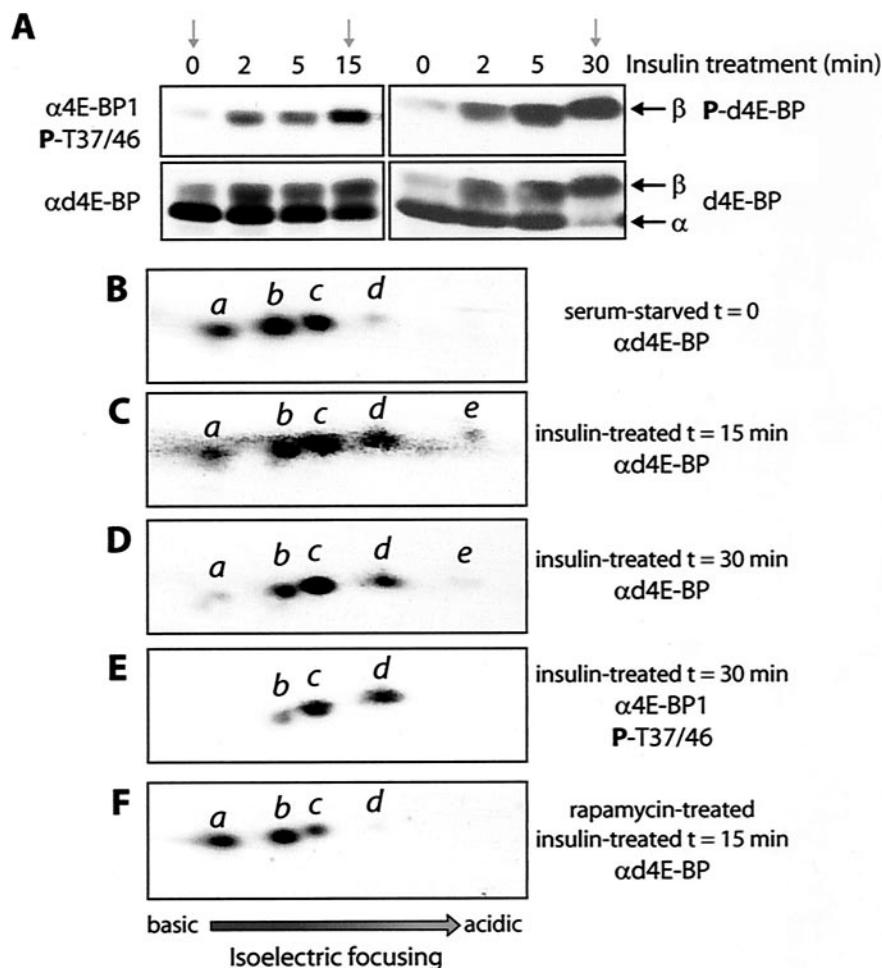 A
0 2 5 15 0 2 5 30 Insulin treatment (min)
α4E-BP1
P-T37/46
β P-d4E-BP
αd4E-BP
β
d4E-BP
α
B
a b c d
serum-starved t = 0
αd4E-BP
C
a b c d e
insulin-treated t = 15 min
αd4E-BP
D
a b c d e
insulin-treated t = 30 min
αd4E-BP
E
b c d
insulin-treated t = 30 min
α4E-BP1
P-T37/46
F
a b c d
rapamycin-treated
insulin-treated t = 15 min
αd4E-BP
basic acidic
Isoelectric focusing